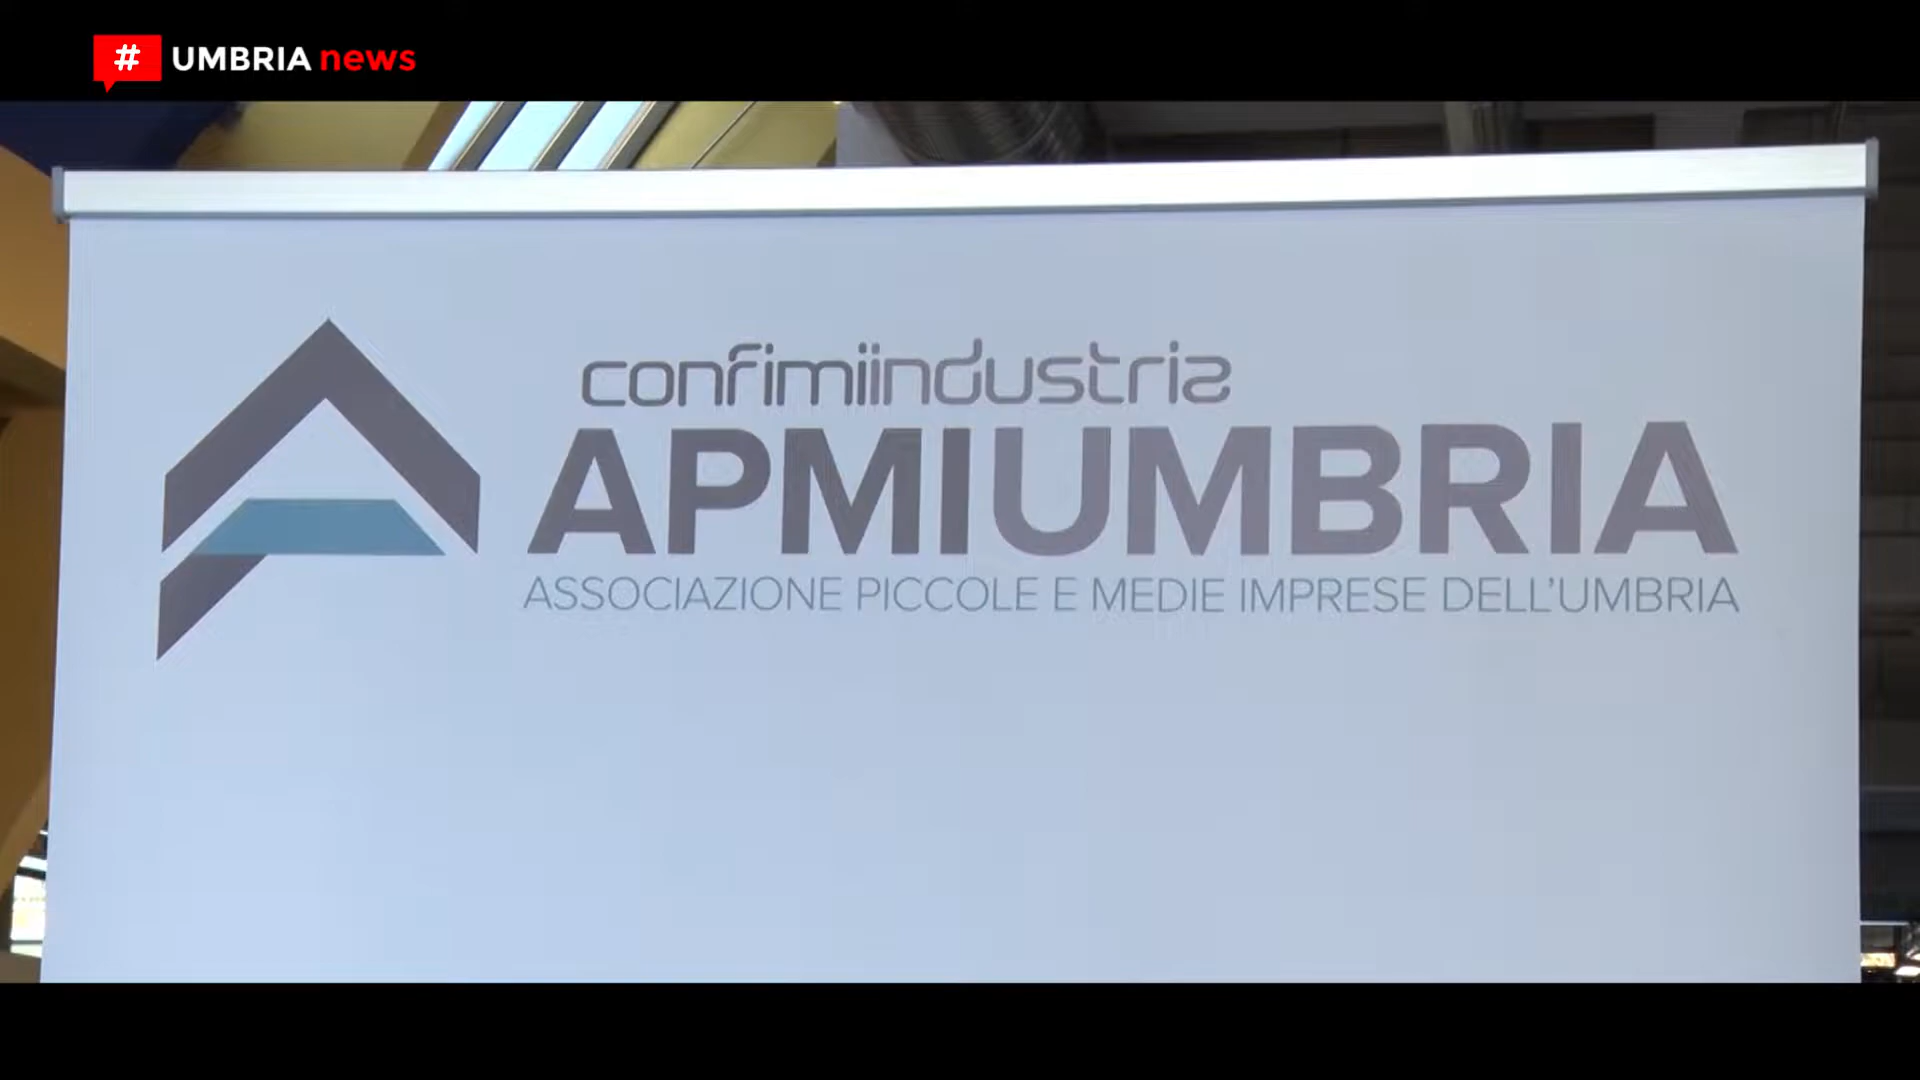 # UMBRIA news
confimiindustria
APMIUMBRIA
ASSOCIAZIONE PICCOLE E MEDIE IMPRESE DELL'UMBRIA